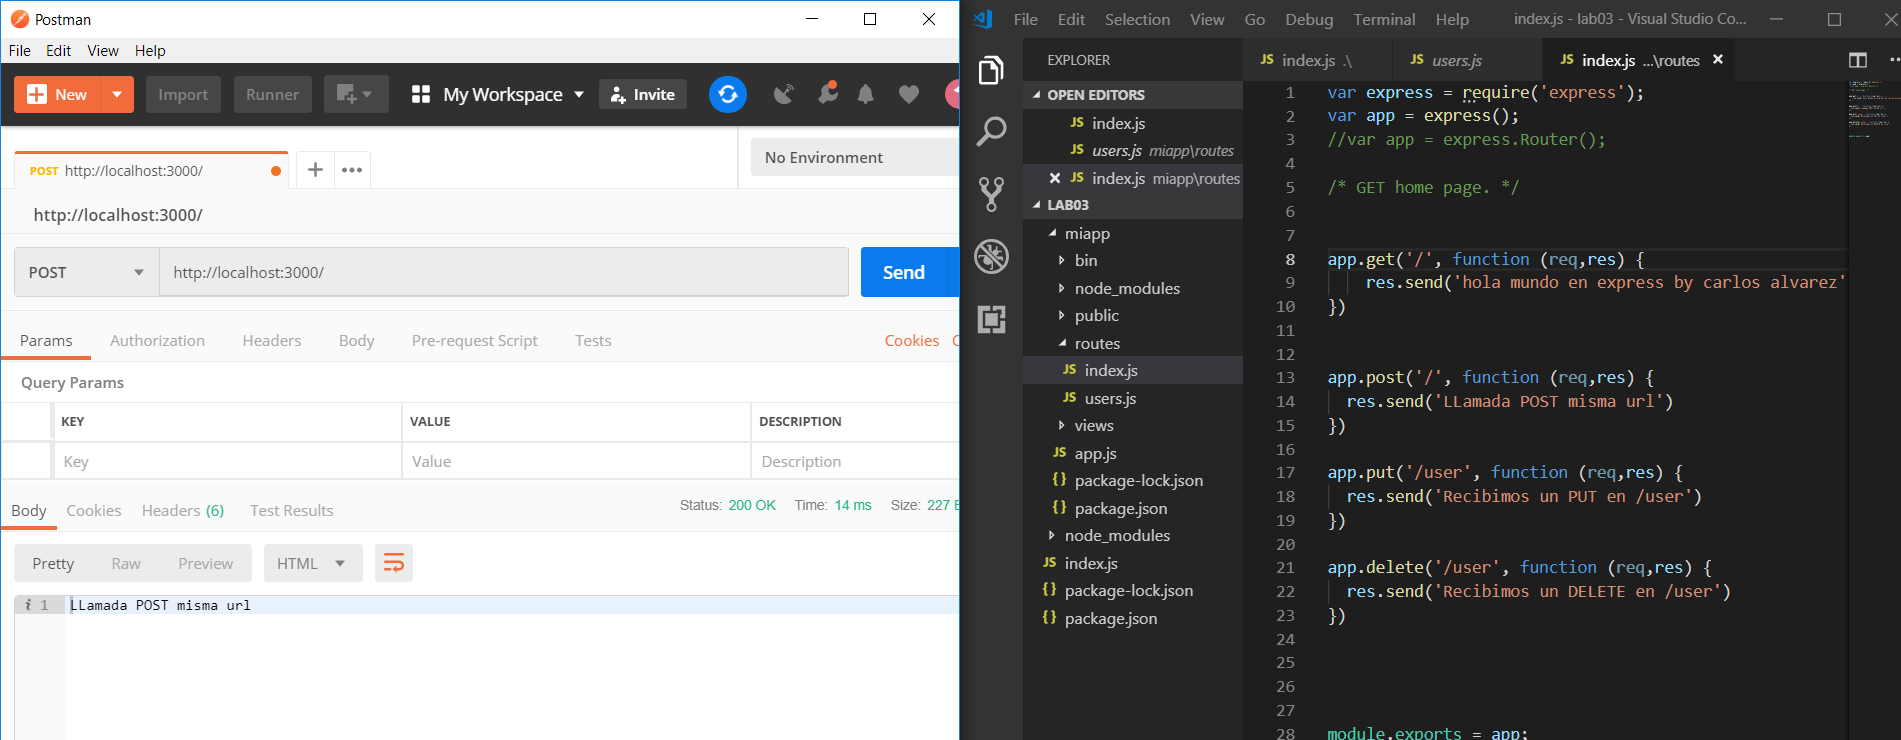 Postman
File Edit View Help
New Import Runner My Workspace Invite
POST http://localhost:3000/
No Environment
http://localhost:3000/
POST http://localhost:3000/ Send
Params Authorization Headers Body Pre-request Script Tests Cookies
Query Params
KEY VALUE DESCRIPTION
Key Value Description
Body Cookies Headers (6) Test Results Status: 200 OK Time: 14 ms Size: 227 B
Pretty Raw Preview HTML
i 1 LLamada POST misma url
File Edit Selection View Go Debug Terminal Help index.js - lab03 - Visual Studio Co...
EXPLORER
OPEN EDITORS
JS index.js
JS users.js miapp\routes
JS index.js miapp\routes
LAB03
miapp
bin
node_modules
public
routes
JS index.js
JS users.js
views
JS app.js
{} package-lock.json
{} package.json
node_modules
JS index.js
{} package-lock.json
{} package.json
JS index.js .\ JS users.js JS index.js ...\routes
1 var express = require('express');
2 var app = express();
3 //var app = express.Router();
4
5 /* GET home page. */
6
7
8 app.get('/', function (req,res) {
9 res.send('hola mundo en express by carlos alvarez'
10 })
11
12
13 app.post('/', function (req,res) {
14 res.send('LLamada POST misma url')
15 })
16
17 app.put('/user', function (req,res) {
18 res.send('Recibimos un PUT en /user')
19 })
20
21 app.delete('/user', function (req,res) {
22 res.send('Recibimos un DELETE en /user')
23 })
24
25
26
27
28 module.exports = app;